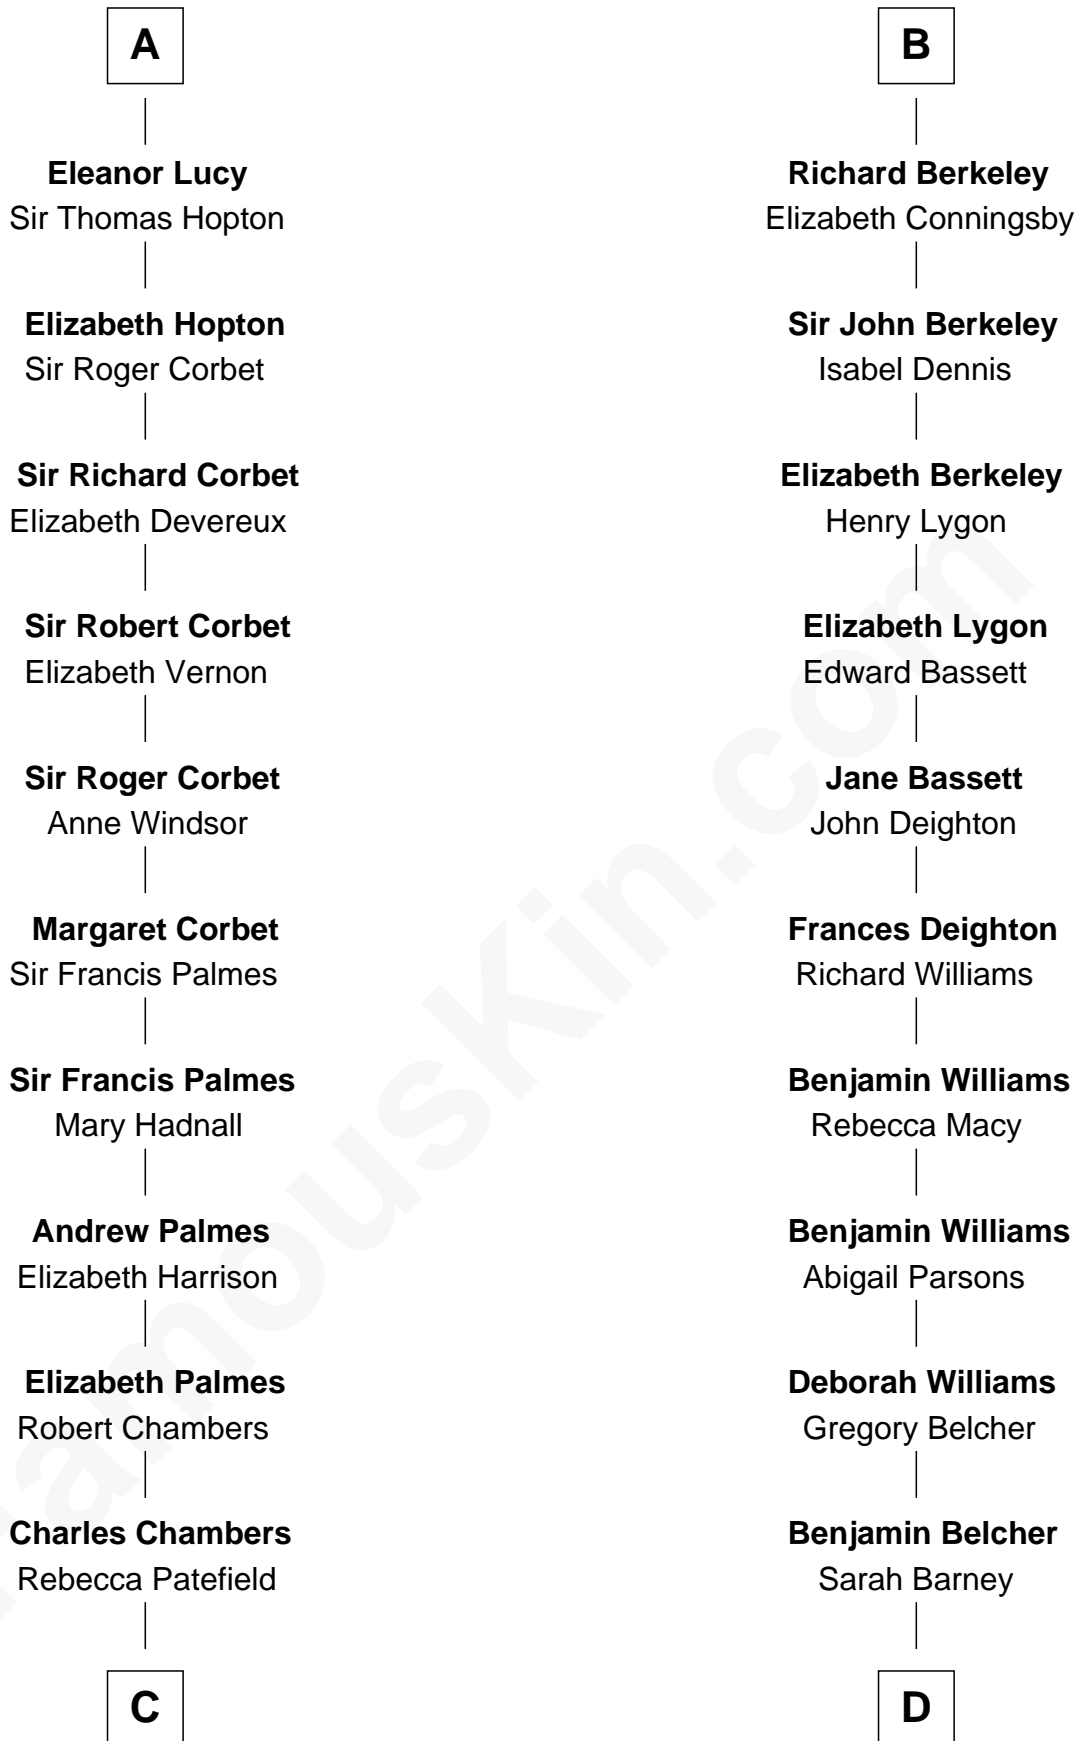 A
Eleanor Lucy
Sir Thomas Hopton
Elizabeth Hopton
Sir Roger Corbet
Sir Richard Corbet
Elizabeth Devereux
Sir Robert Corbet
Elizabeth Vernon
Sir Roger Corbet
Anne Windsor
Margaret Corbet
Sir Francis Palmes
Sir Francis Palmes
Mary Hadnall
Andrew Palmes
Elizabeth Harrison
Elizabeth Palmes
Robert Chambers
Charles Chambers
Rebecca Patefield
C
B
Richard Berkeley
Elizabeth Conningsby
Sir John Berkeley
Isabel Dennis
Elizabeth Berkeley
Henry Lygon
Elizabeth Lygon
Edward Bassett
Jane Bassett
John Deighton
Frances Deighton
Richard Williams
Benjamin Williams
Rebecca Macy
Benjamin Williams
Abigail Parsons
Deborah Williams
Gregory Belcher
Benjamin Belcher
Sarah Barney
D
FamousKin.com